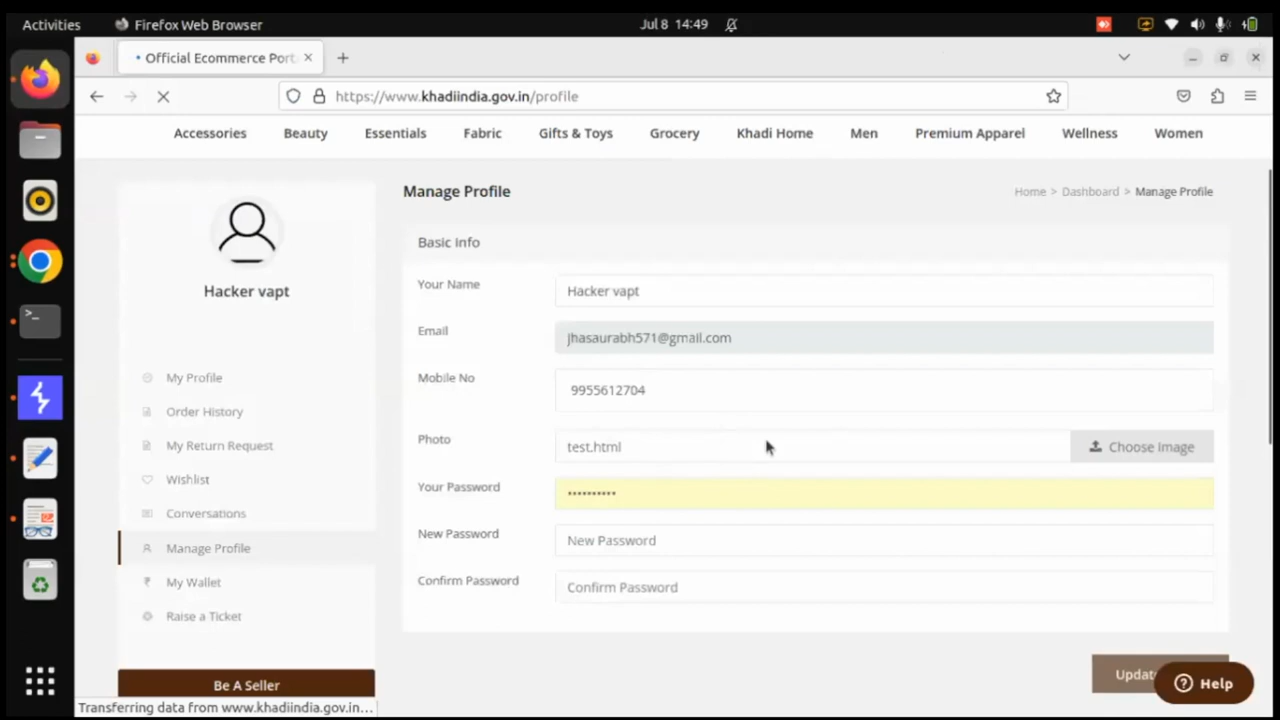 Activities Firefox Web Browser Jul 8 14:49
Official Ecommerce Port
https://www.khadiindia.gov.in/profile
Accessories Beauty Essentials Fabric Gifts & Toys Grocery Khadi Home Men Premium Apparel Wellness Women
Manage Profile Home > Dashboard > Manage Profile
Hacker vapt
Basic Info
Your Name Hacker vapt
Email jhasaurabh571@gmail.com
Mobile No 9955612704
Photo test.html Choose Image
Your Password ••••••••••
New Password New Password
Confirm Password Confirm Password
My Profile
Order History
My Return Request
Wishlist
Conversations
Manage Profile
My Wallet
Raise a Ticket
Be A Seller
Help
Transferring data from www.khadiindia.gov.in...